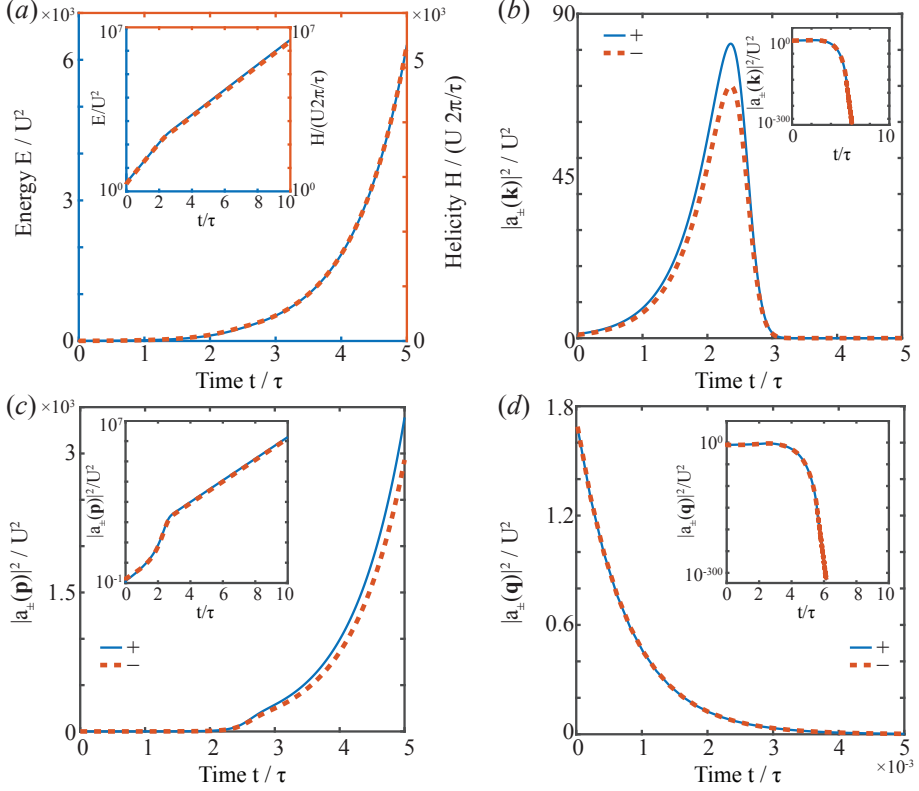 (a)
×10³
×10³
6
3
0
5
0
Energy E / U²
Helicity H / (U 2π/τ)
0 1 2 3 4 5
Time t / τ
10⁷
10⁰
10⁷
10⁰
E/U²
H/(U2π/τ)
0 2 4 6 8 10
t/τ
(b)
90
45
0
|a±(k)|² / U²
+
−
0 1 2 3 4 5
Time t / τ
10⁰
10⁻³⁰⁰
|a±(k)|²/U²
0 5 10
t/τ
(c)
×10³
3
1.5
0
|a±(p)|² / U²
+
−
0 1 2 3 4 5
Time t / τ
10⁷
10⁻¹
|a±(p)|²/U²
0 2 4 6 8 10
t/τ
(d)
1.8
1.2
0.6
0
|a±(q)|² / U²
+
−
0 1 2 3 4 5
×10⁻³
Time t / τ
10⁰
10⁻³⁰⁰
|a±(q)|²/U²
0 2 4 6 8 10
t/τ